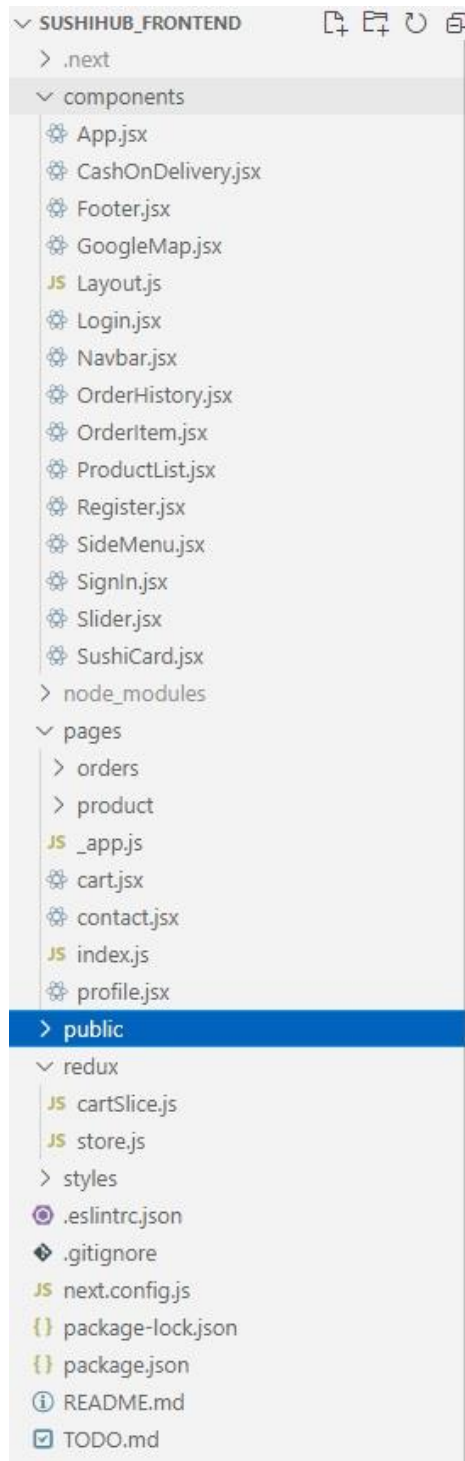 SUSHIHUB_FRONTEND
.next
components
App.jsx
CashOnDelivery.jsx
Footer.jsx
GoogleMap.jsx
JS Layout.js
Login.jsx
Navbar.jsx
OrderHistory.jsx
OrderItem.jsx
ProductList.jsx
Register.jsx
SideMenu.jsx
SignIn.jsx
Slider.jsx
SushiCard.jsx
node_modules
pages
orders
product
JS _app.js
cart.jsx
contact.jsx
JS index.js
profile.jsx
public
redux
JS cartSlice.js
JS store.js
styles
.eslintrc.json
.gitignore
JS next.config.js
{} package-lock.json
{} package.json
README.md
TODO.md